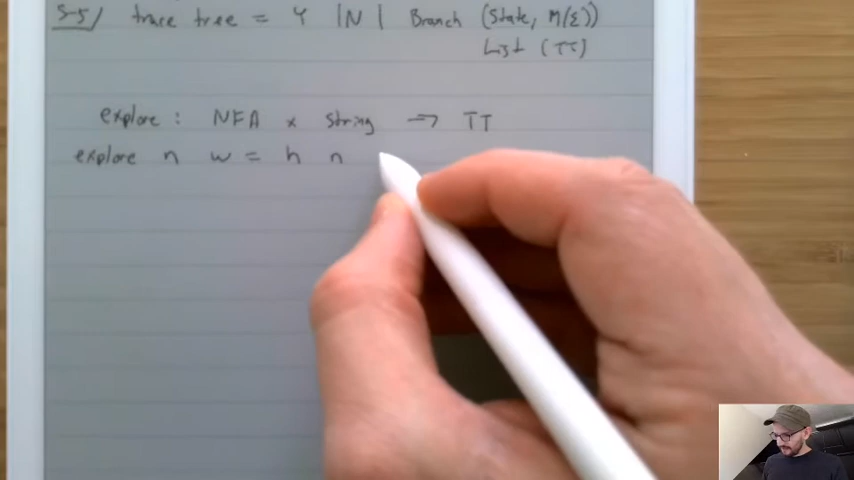 5-5/ trace tree = Y | N | Branch (State, M/ε))
List (TT)
explore : NFA x string → TT
explore n w = h n